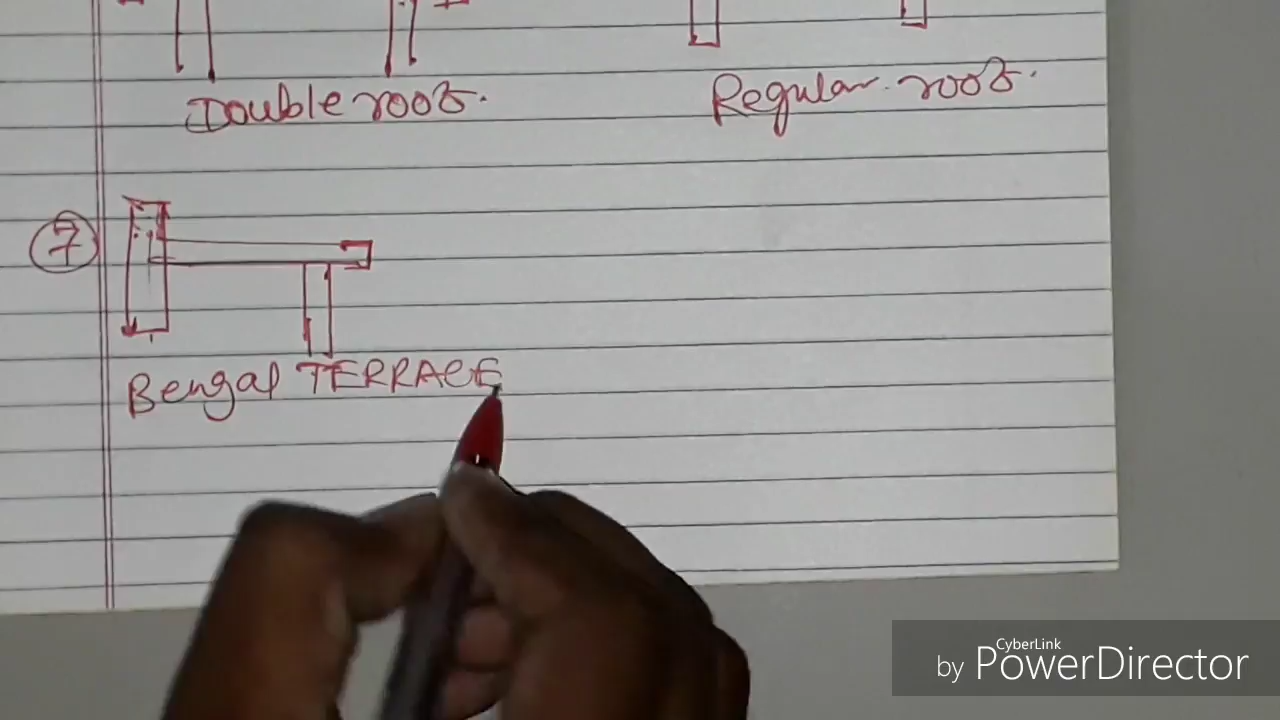 Double roof.
Regular roof.
7
Bengal TERRACE
CyberLink
by PowerDirector